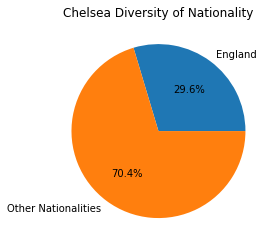 Chelsea Diversity of Nationality
England
29.6%
70.4%
Other Nationalities